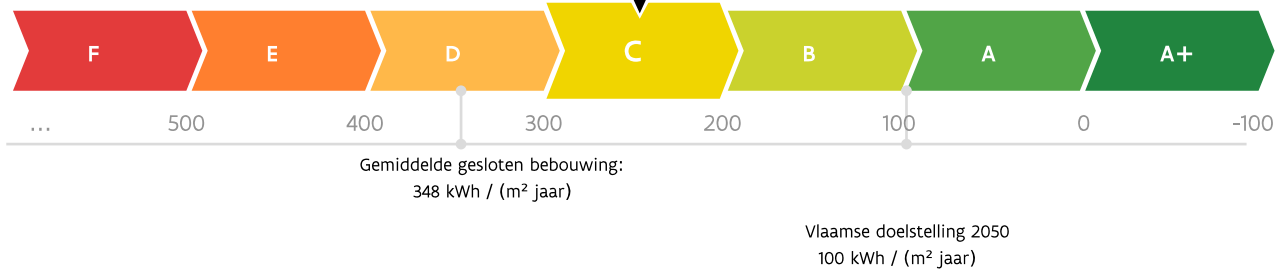 F E D C B A A+
... 500 400 300 200 100 0 -100
Gemiddelde gesloten bebouwing:
348 kWh / (m² jaar)
Vlaamse doelstelling 2050
100 kWh / (m² jaar)